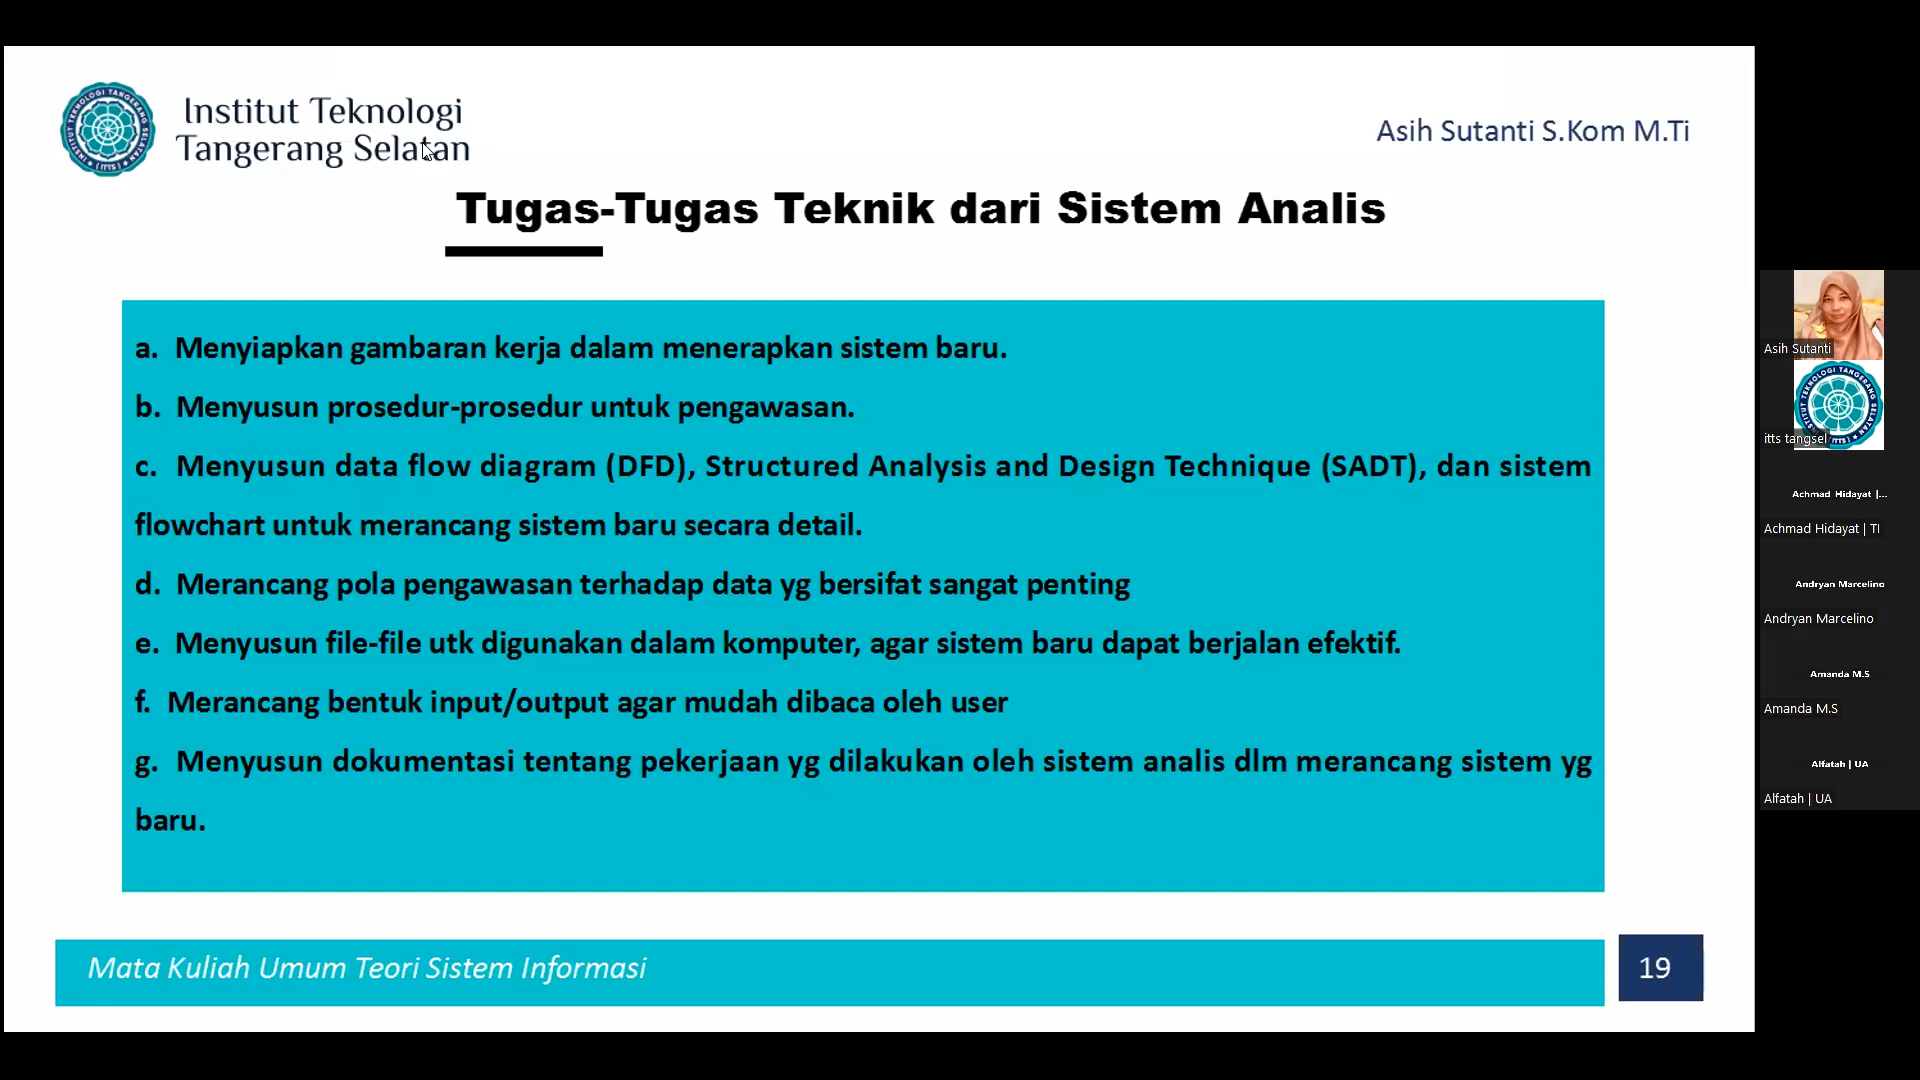 Institut Teknologi
Tangerang Selatan
Asih Sutanti S.Kom M.Ti
Tugas-Tugas Teknik dari Sistem Analis
a. Menyiapkan gambaran kerja dalam menerapkan sistem baru.
b. Menyusun prosedur-prosedur untuk pengawasan.
c. Menyusun data flow diagram (DFD), Structured Analysis and Design Technique (SADT), dan sistem
flowchart untuk merancang sistem baru secara detail.
d. Merancang pola pengawasan terhadap data yg bersifat sangat penting
e. Menyusun file-file utk digunakan dalam komputer, agar sistem baru dapat berjalan efektif.
f. Merancang bentuk input/output agar mudah dibaca oleh user
g. Menyusun dokumentasi tentang pekerjaan yg dilakukan oleh sistem analis dlm merancang sistem yg
baru.
Mata Kuliah Umum Teori Sistem Informasi
19
Asih Sutanti
itts tangsel
Achmad Hidayat |...
Achmad Hidayat | TI
Andryan Marcelino
Andryan Marcelino
Amanda M.S
Amanda M.S
Alfatah | UA
Alfatah | UA